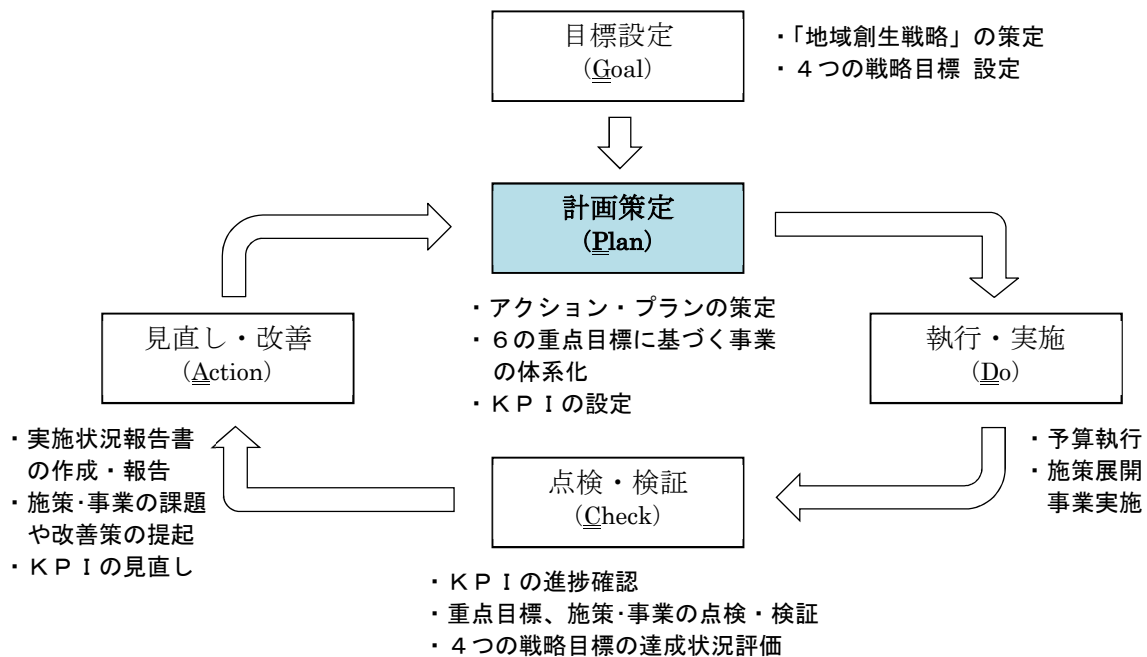 目標設定
(Goal)
・「地域創生戦略」の策定
・４つの戦略目標 設定
計画策定
(Plan)
・アクション・プランの策定
・６の重点目標に基づく事業
の体系化
・ＫＰＩの設定
執行・実施
(Do)
・予算執行
・施策展開
事業実施
点検・検証
(Check)
・ＫＰＩの進捗確認
・重点目標、施策･事業の点検・検証
・４つの戦略目標の達成状況評価
見直し・改善
(Action)
・実施状況報告書
の作成・報告
・施策･事業の課題
や改善策の提起
・ＫＰＩの見直し